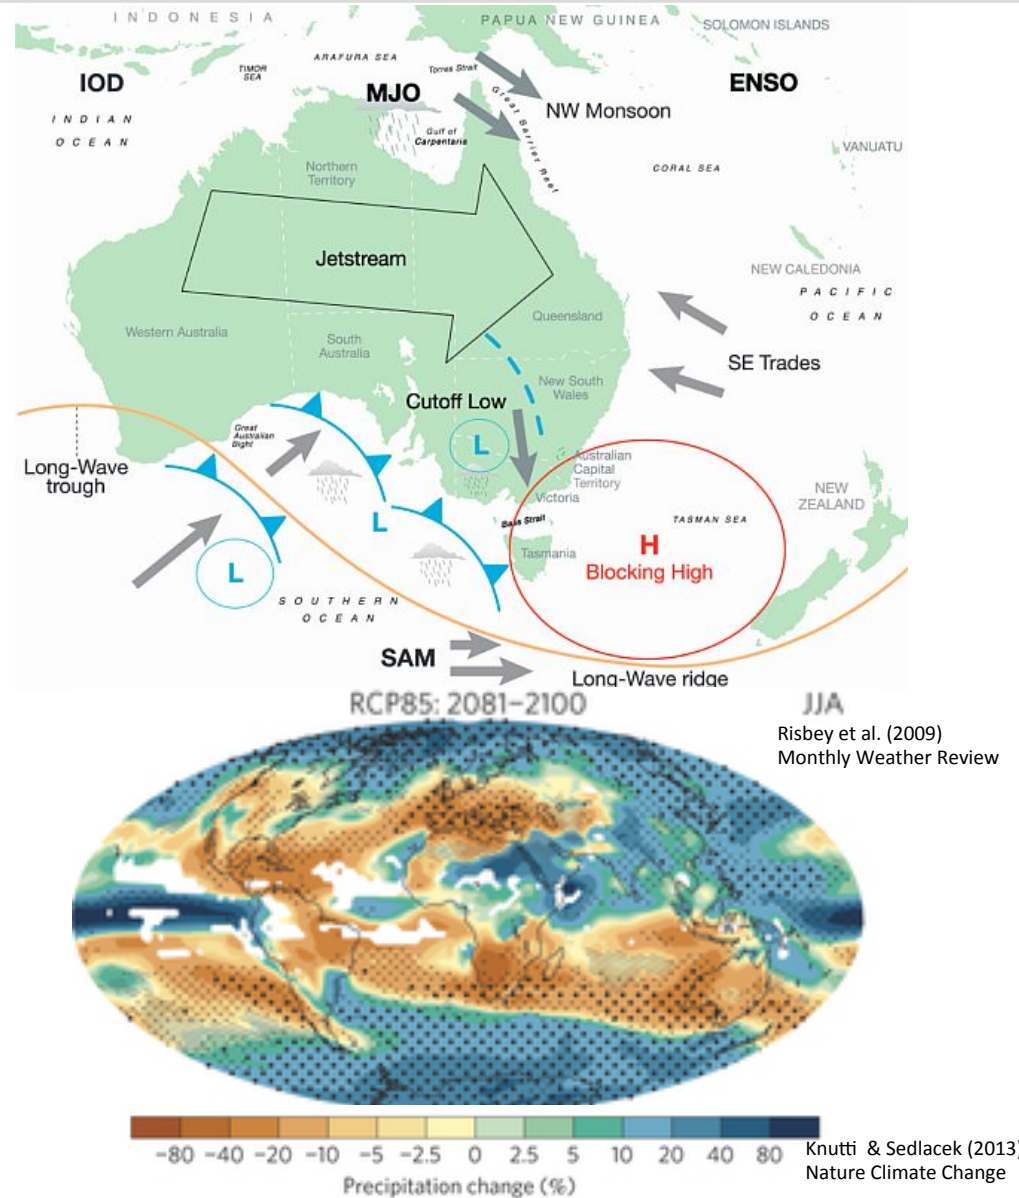 INDONESIA
PAPUA NEW GUINEA
SOLOMON ISLANDS
ARAFURA SEA
TIMOR
SEA
Torres Strait
IOD
MJO
ENSO
NW Monsoon
INDIAN
OCEAN
Gulf of
Carpentaria
Great Barrier Reef
VANUATU
CORAL SEA
Northern
Territory
Jetstream
NEW CALEDONIA
PACIFIC
OCEAN
Queensland
Western Australia
South
Australia
SE Trades
New South
Wales
Cutoff Low
Great
Australian
Bight
L
Australian
Capital
Territory
Long-Wave
trough
Victoria
NEW
ZEALAND
L
Bass Strait
TASMAN SEA
H
Tasmania
Blocking High
L
SOUTHERN
OCEAN
SAM
Long-Wave ridge
RCP85: 2081–2100
JJA
Risbey et al. (2009)
Monthly Weather Review
−80 −40 −20 −10 −5 −2.5 0 2.5 5 10 20 40 80
Precipitation change (%)
Knutti & Sedlacek (2013)
Nature Climate Change